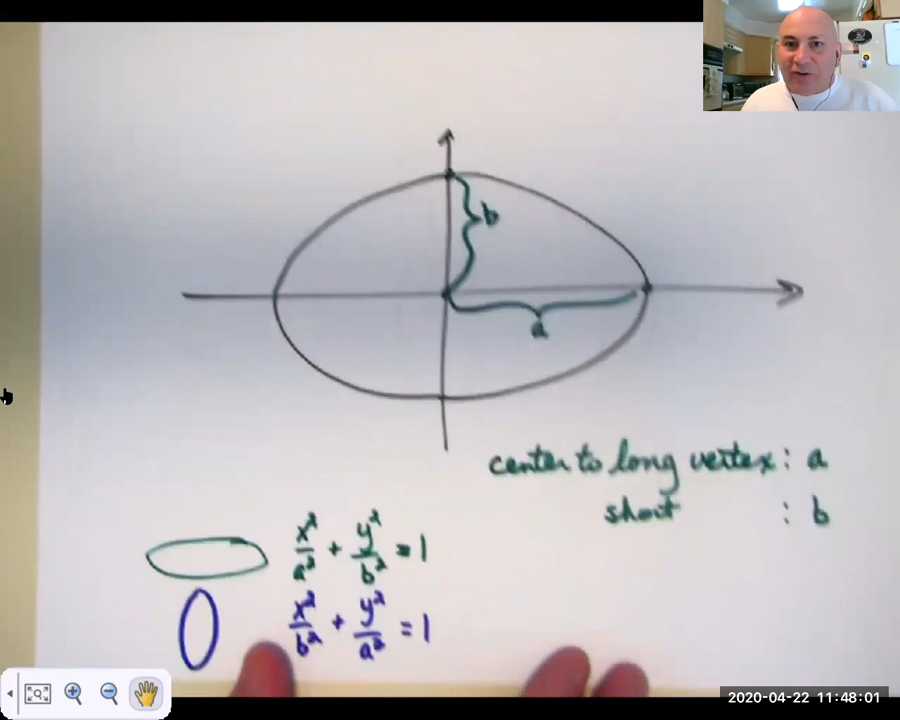 b
a
center to long vertex: a
short : b
x²/a² + y²/b² = 1
x²/b² + y²/a² = 1
2020-04-22 11:48:01